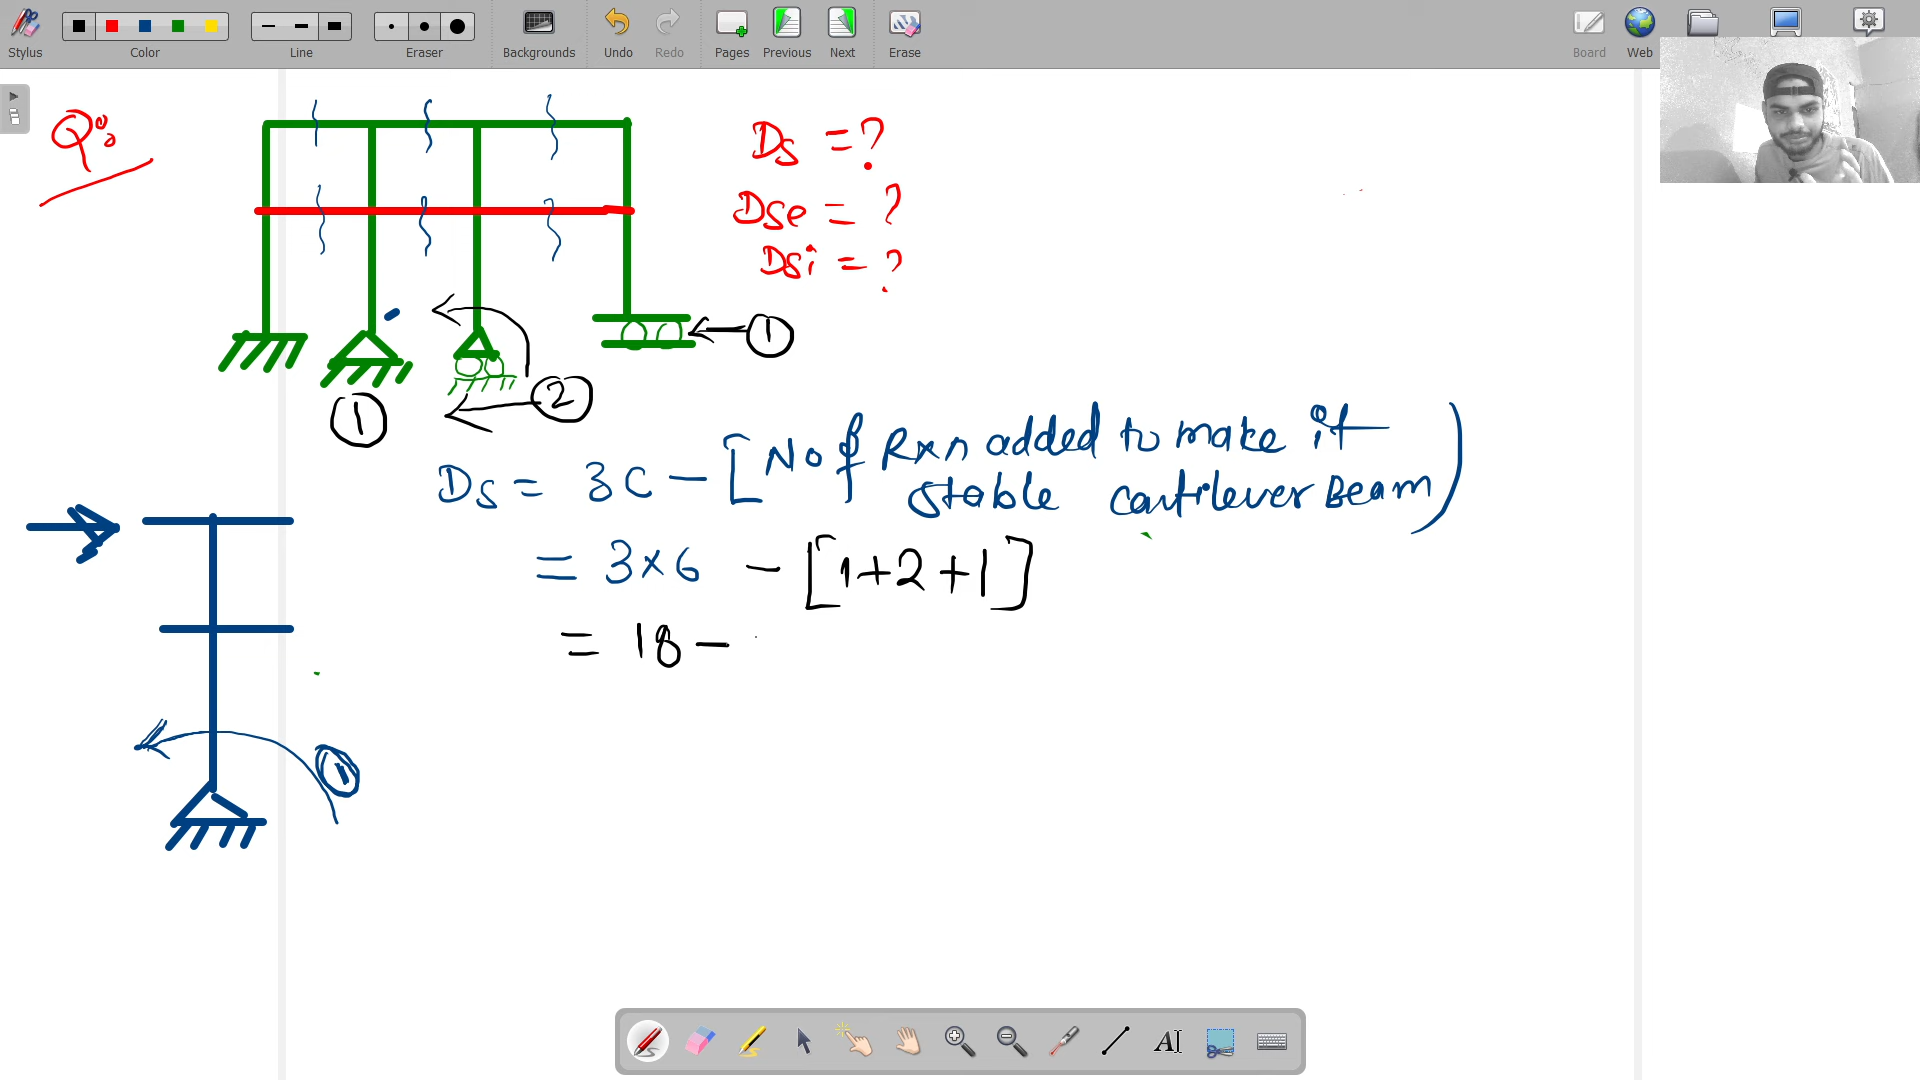 Stylus
Color
Line
Eraser
Backgrounds
Undo
Redo
Pages
Previous
Next
Erase
Board
Web
Q:
Ds = ?
Dse = ?
Dsi = ?
1
1
2
Ds = 3C - [No of Rxn added to make it
stable cantilever Beam)
= 3×6 - [1+2+1]
= 18 -
1